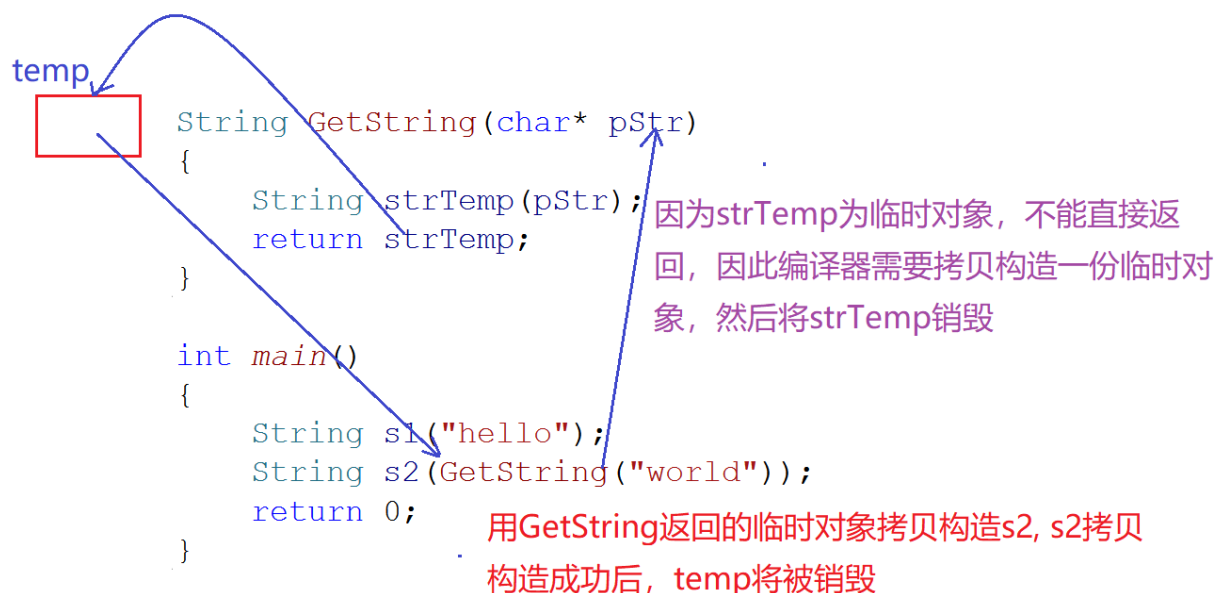 temp
String GetString(char* pStr)
{
String strTemp(pStr);
return strTemp;
}
因为strTemp为临时对象，不能直接返
回，因此编译器需要拷贝构造一份临时对
象，然后将strTemp销毁
int main()
{
String s1("hello");
String s2(GetString("world"));
return 0;
}
用GetString返回的临时对象拷贝构造s2, s2拷贝
构造成功后，temp将被销毁